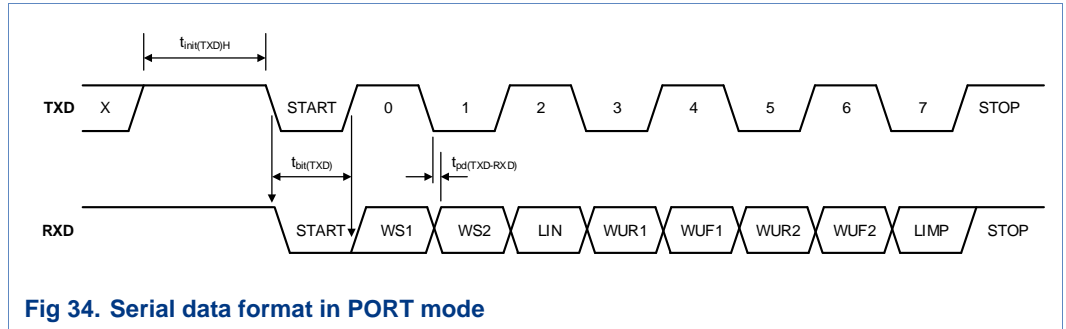 tinit(TXD)H
TXD X START 0 1 2 3 4 5 6 7 STOP
tbit(TXD) tpd(TXD-RXD)
RXD START WS1 WS2 LIN WUR1 WUF1 WUR2 WUF2 LIMP STOP
Fig 34. Serial data format in PORT mode